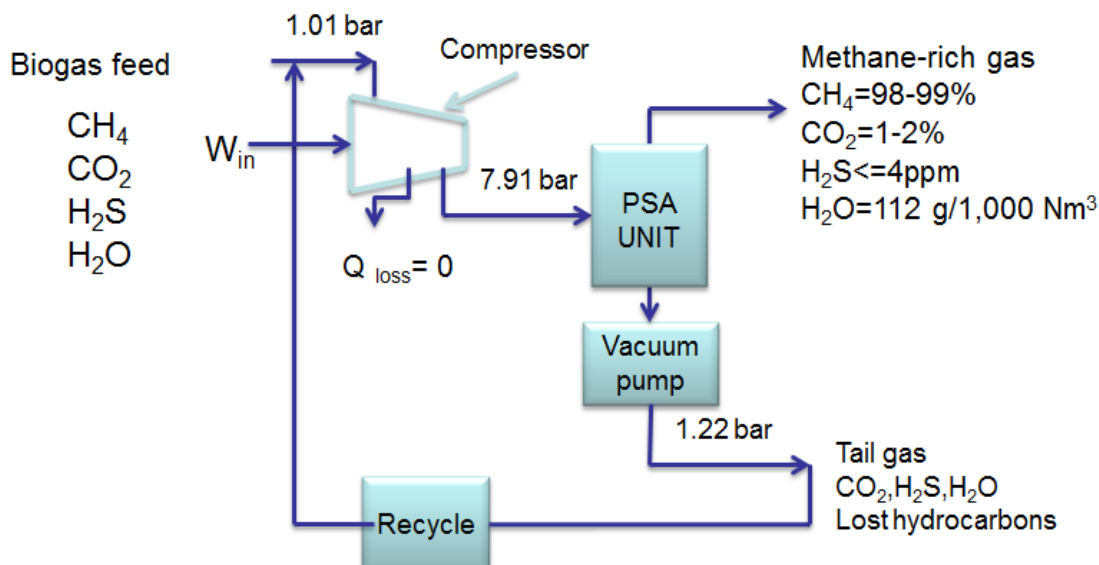 1.01 bar
Compressor
Biogas feed
CH₄
CO₂
H₂S
H₂O
W_in
7.91 bar
Q loss= 0
PSA
UNIT
Methane-rich gas
CH₄=98-99%
CO₂=1-2%
H₂S<=4ppm
H₂O=112 g/1,000 Nm³
Vacuum
pump
1.22 bar
Tail gas
CO₂,H₂S,H₂O
Lost hydrocarbons
Recycle